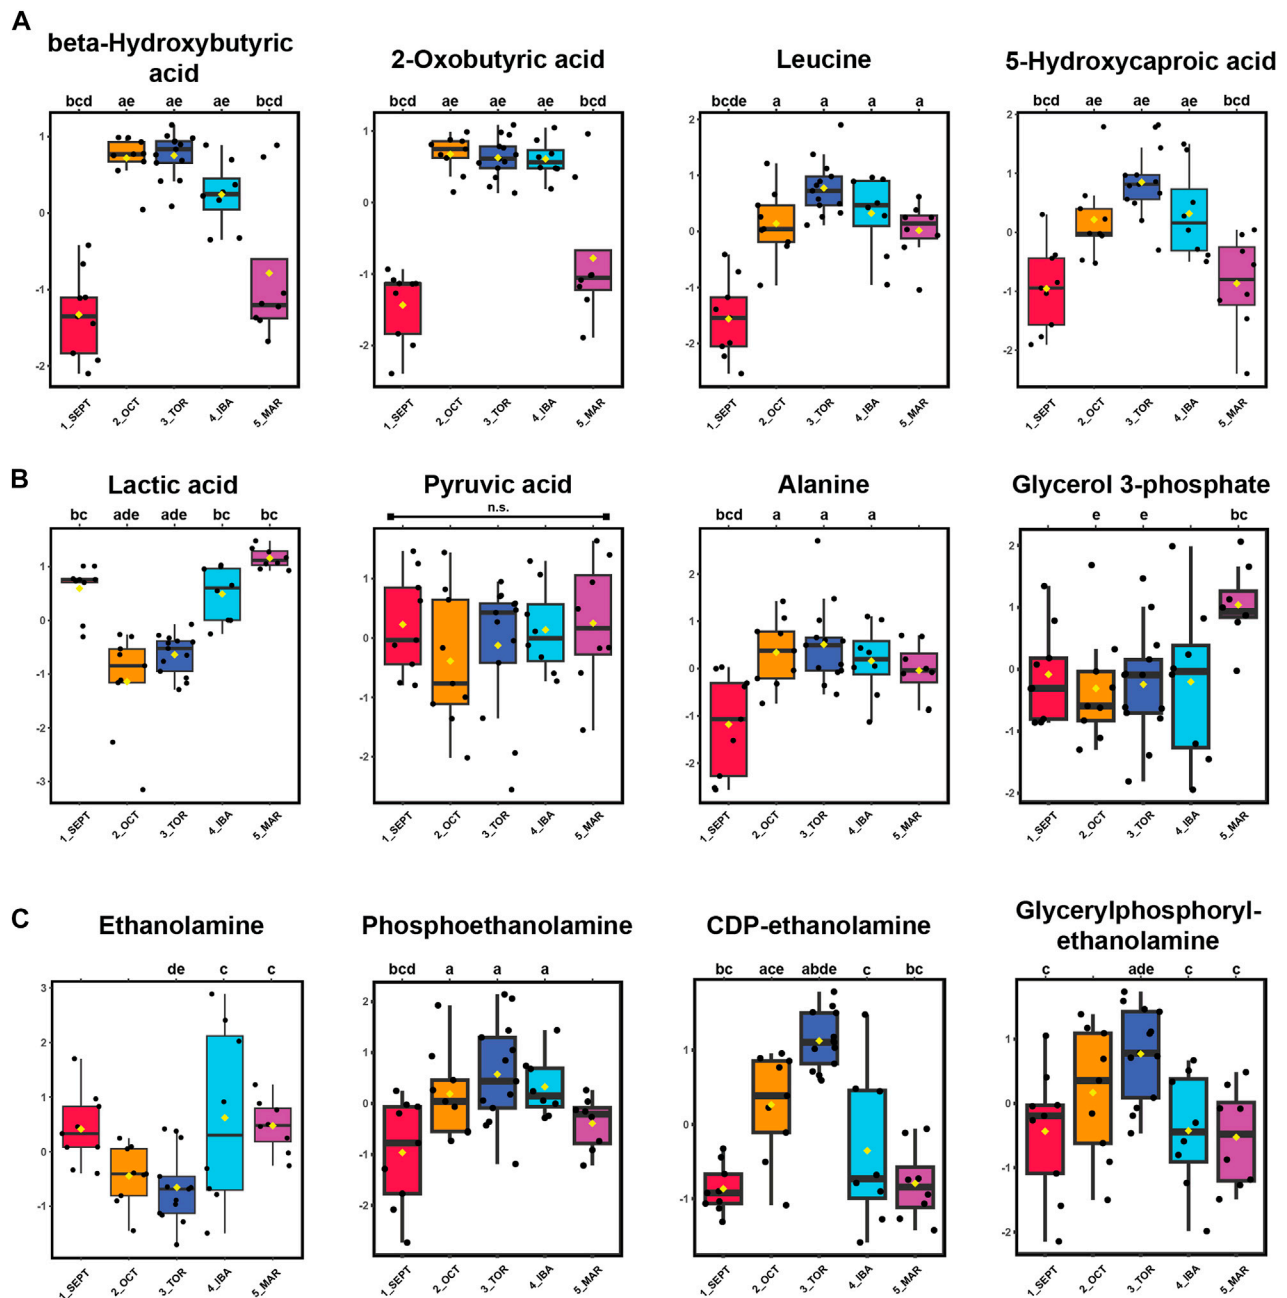 A
beta-Hydroxybutyric
acid
2-Oxobutyric acid
Leucine
5-Hydroxycaproic acid
bcd ae ae ae bcd
bcd ae ae ae bcd
bcde a a a a
bcd ae ae ae bcd
1
0
-1
-2
1
0
-1
-2
2
1
0
-1
-2
2
1
0
-1
-2
1_SEPT 2_OCT 3_TOR 4_IBA 5_MAR
1_SEPT 2_OCT 3_TOR 4_IBA 5_MAR
1_SEPT 2_OCT 3_TOR 4_IBA 5_MAR
1_SEPT 2_OCT 3_TOR 4_IBA 5_MAR
B
Lactic acid
Pyruvic acid
Alanine
Glycerol 3-phosphate
bc ade ade bc bc
n.s.
bcd a a a
e e bc
1
0
-1
-2
-3
2
1
0
-1
-2
2
1
0
-1
-2
2
1
0
-1
-2
1_SEPT 2_OCT 3_TOR 4_IBA 5_MAR
1_SEPT 2_OCT 3_TOR 4_IBA 5_MAR
1_SEPT 2_OCT 3_TOR 4_IBA 5_MAR
1_SEPT 2_OCT 3_TOR 4_IBA 5_MAR
C
Ethanolamine
Phosphoethanolamine
CDP-ethanolamine
Glycerylphosphoryl-
ethanolamine
de c c
bcd a a a
bc ace abde c bc
c ade c c
3
2
1
0
-1
2
1
0
-1
-2
1
0
-1
1
0
-1
-2
1_SEPT 2_OCT 3_TOR 4_IBA 5_MAR
1_SEPT 2_OCT 3_TOR 4_IBA 5_MAR
1_SEPT 2_OCT 3_TOR 4_IBA 5_MAR
1_SEPT 2_OCT 3_TOR 4_IBA 5_MAR